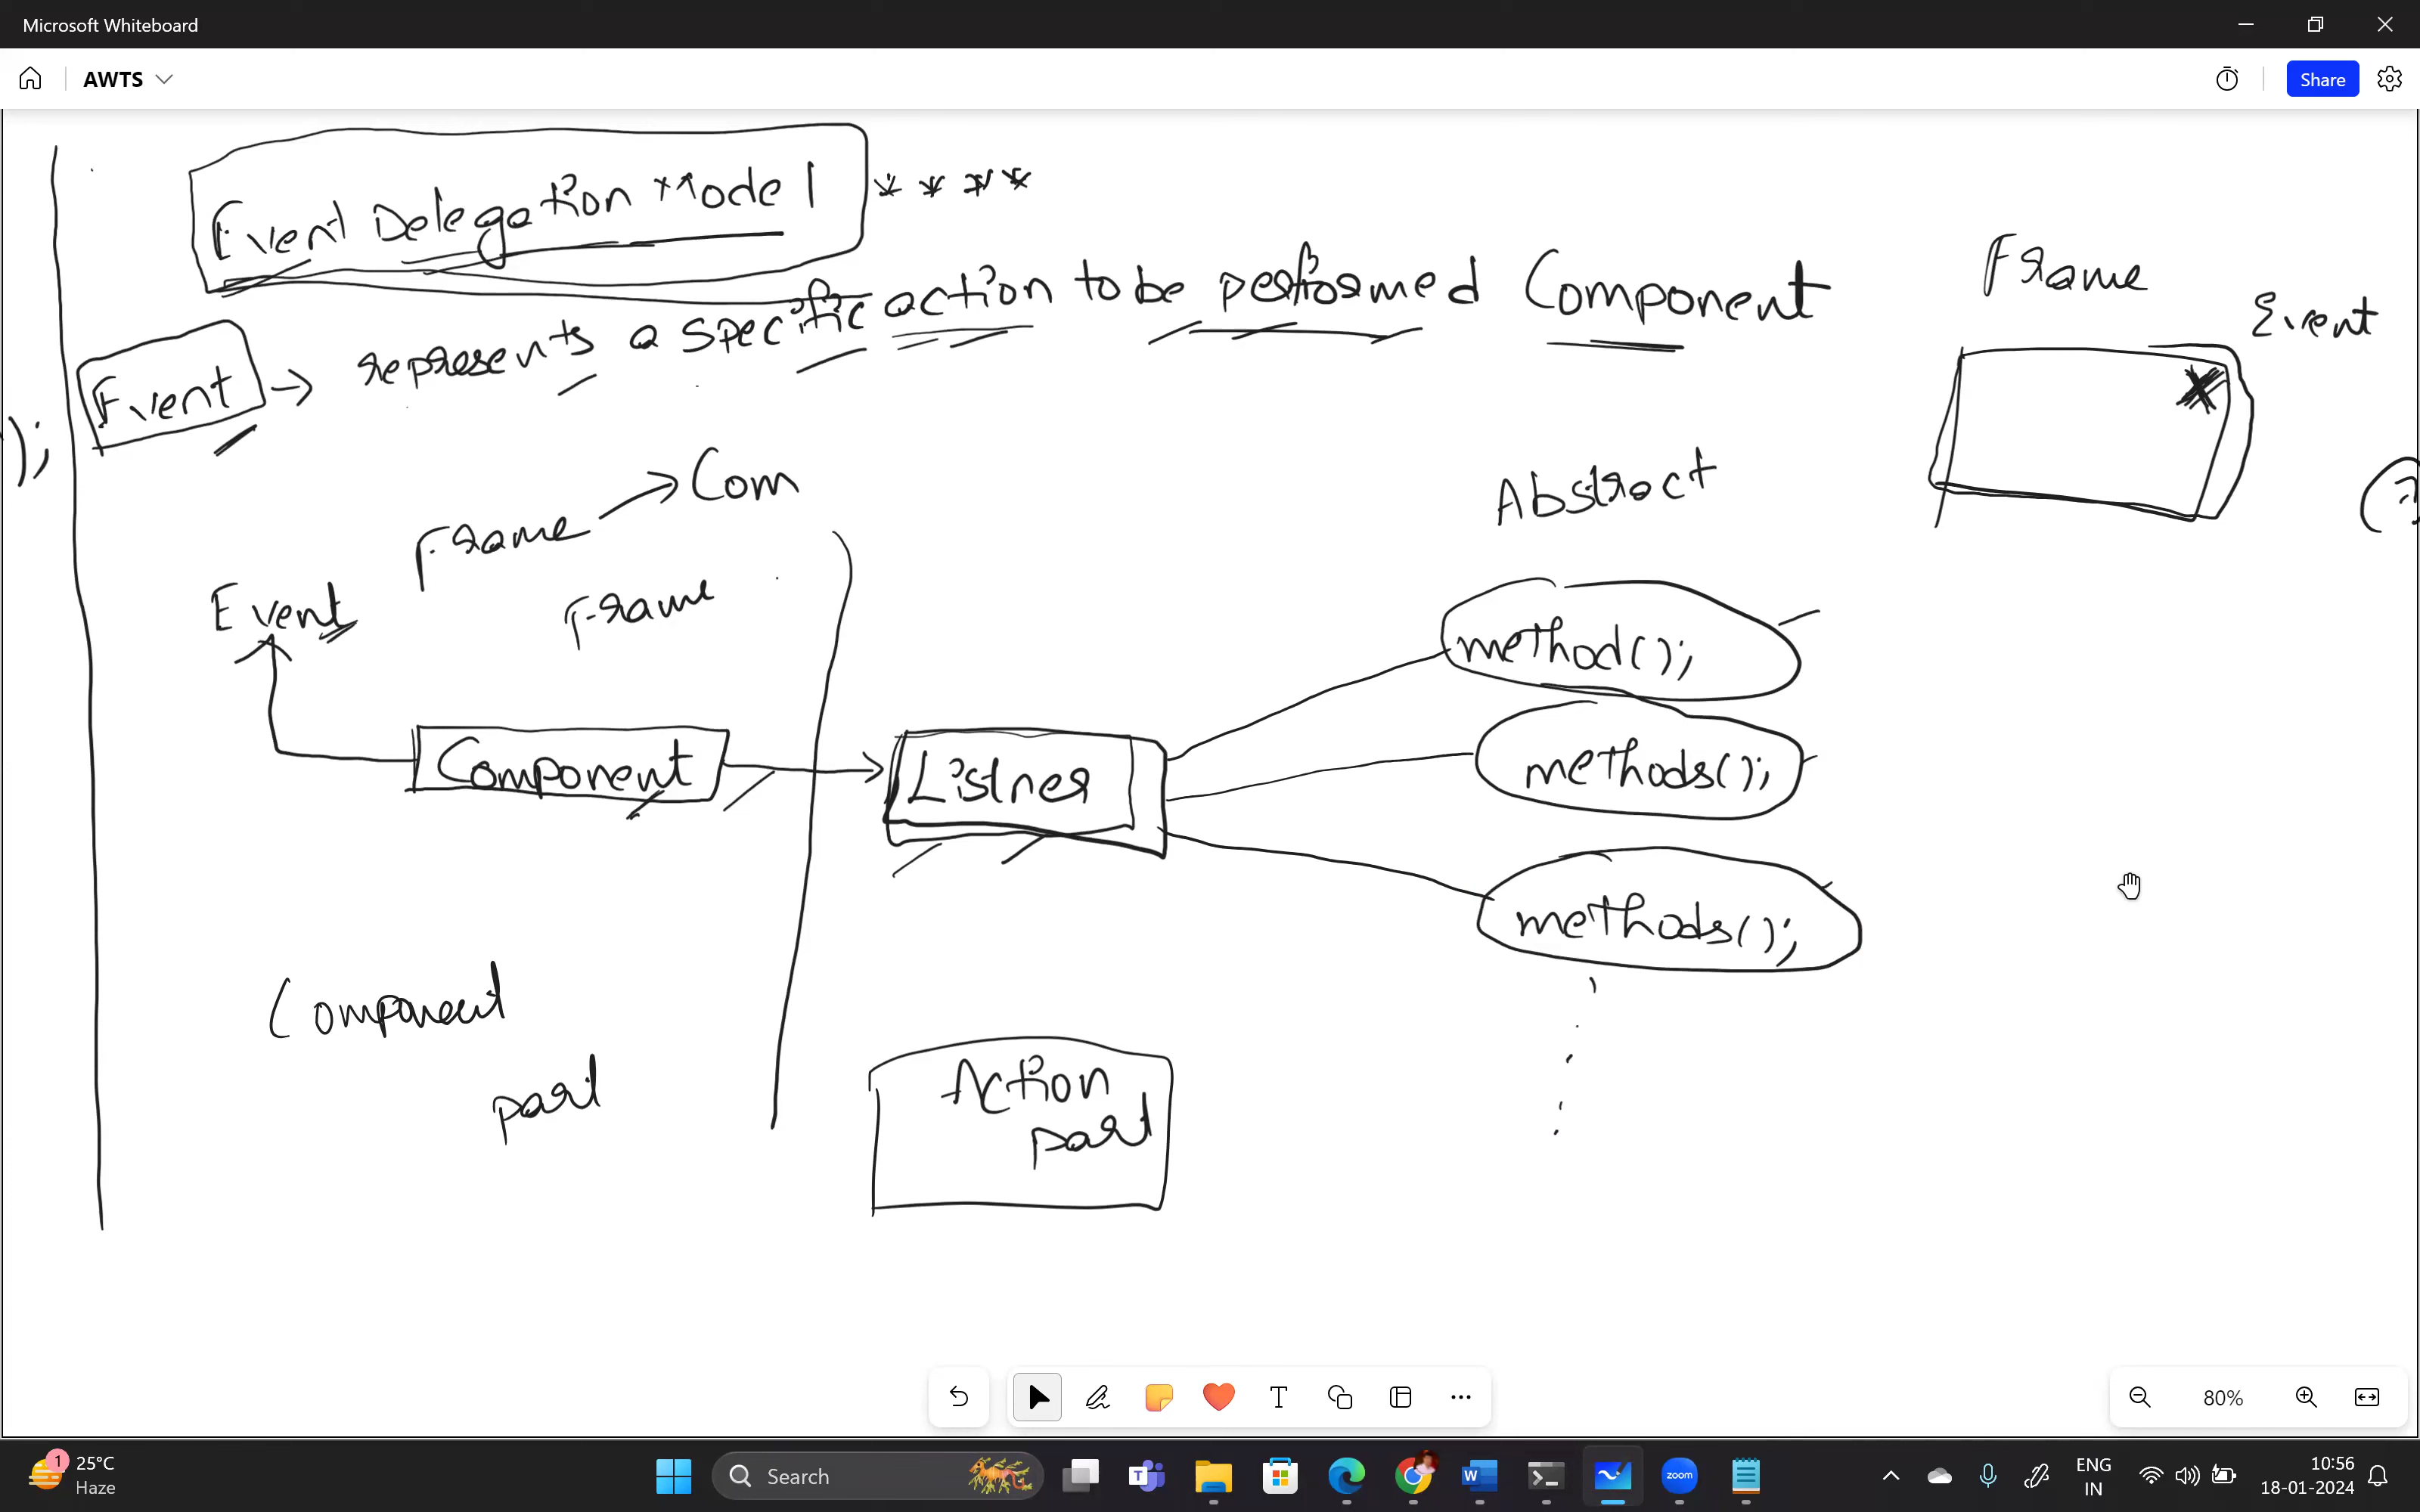 Microsoft Whiteboard
AWTS
Share
Event Delegation Model ****
Event → represents a specific action to be performed Component
Frame
Event
);
Frame → Com
Abstract
Event
Frame
method();
Component
Listner
methods();
methods();
Component
part
Action
part
80%
1
25°C
Haze
Search
zoom
ENG
IN
10:56
18-01-2024